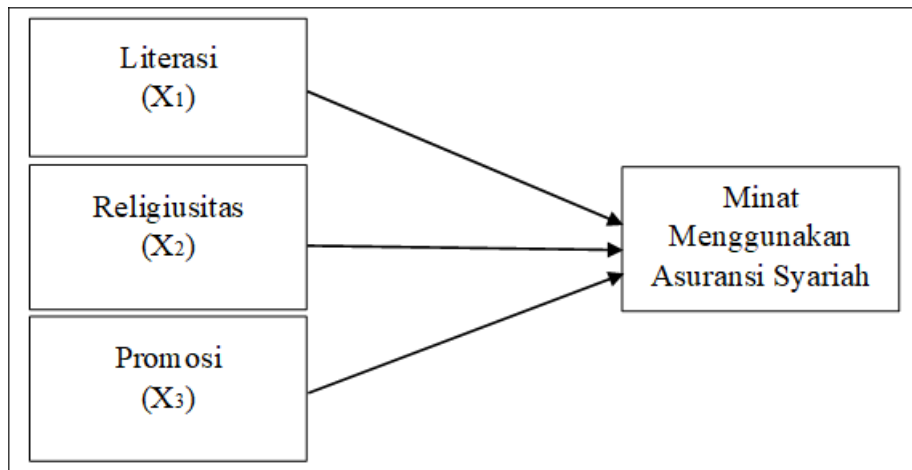 Literasi
(X1)
Religiusitas
(X2)
Promosi
(X3)
Minat
Menggunakan
Asuransi Syariah